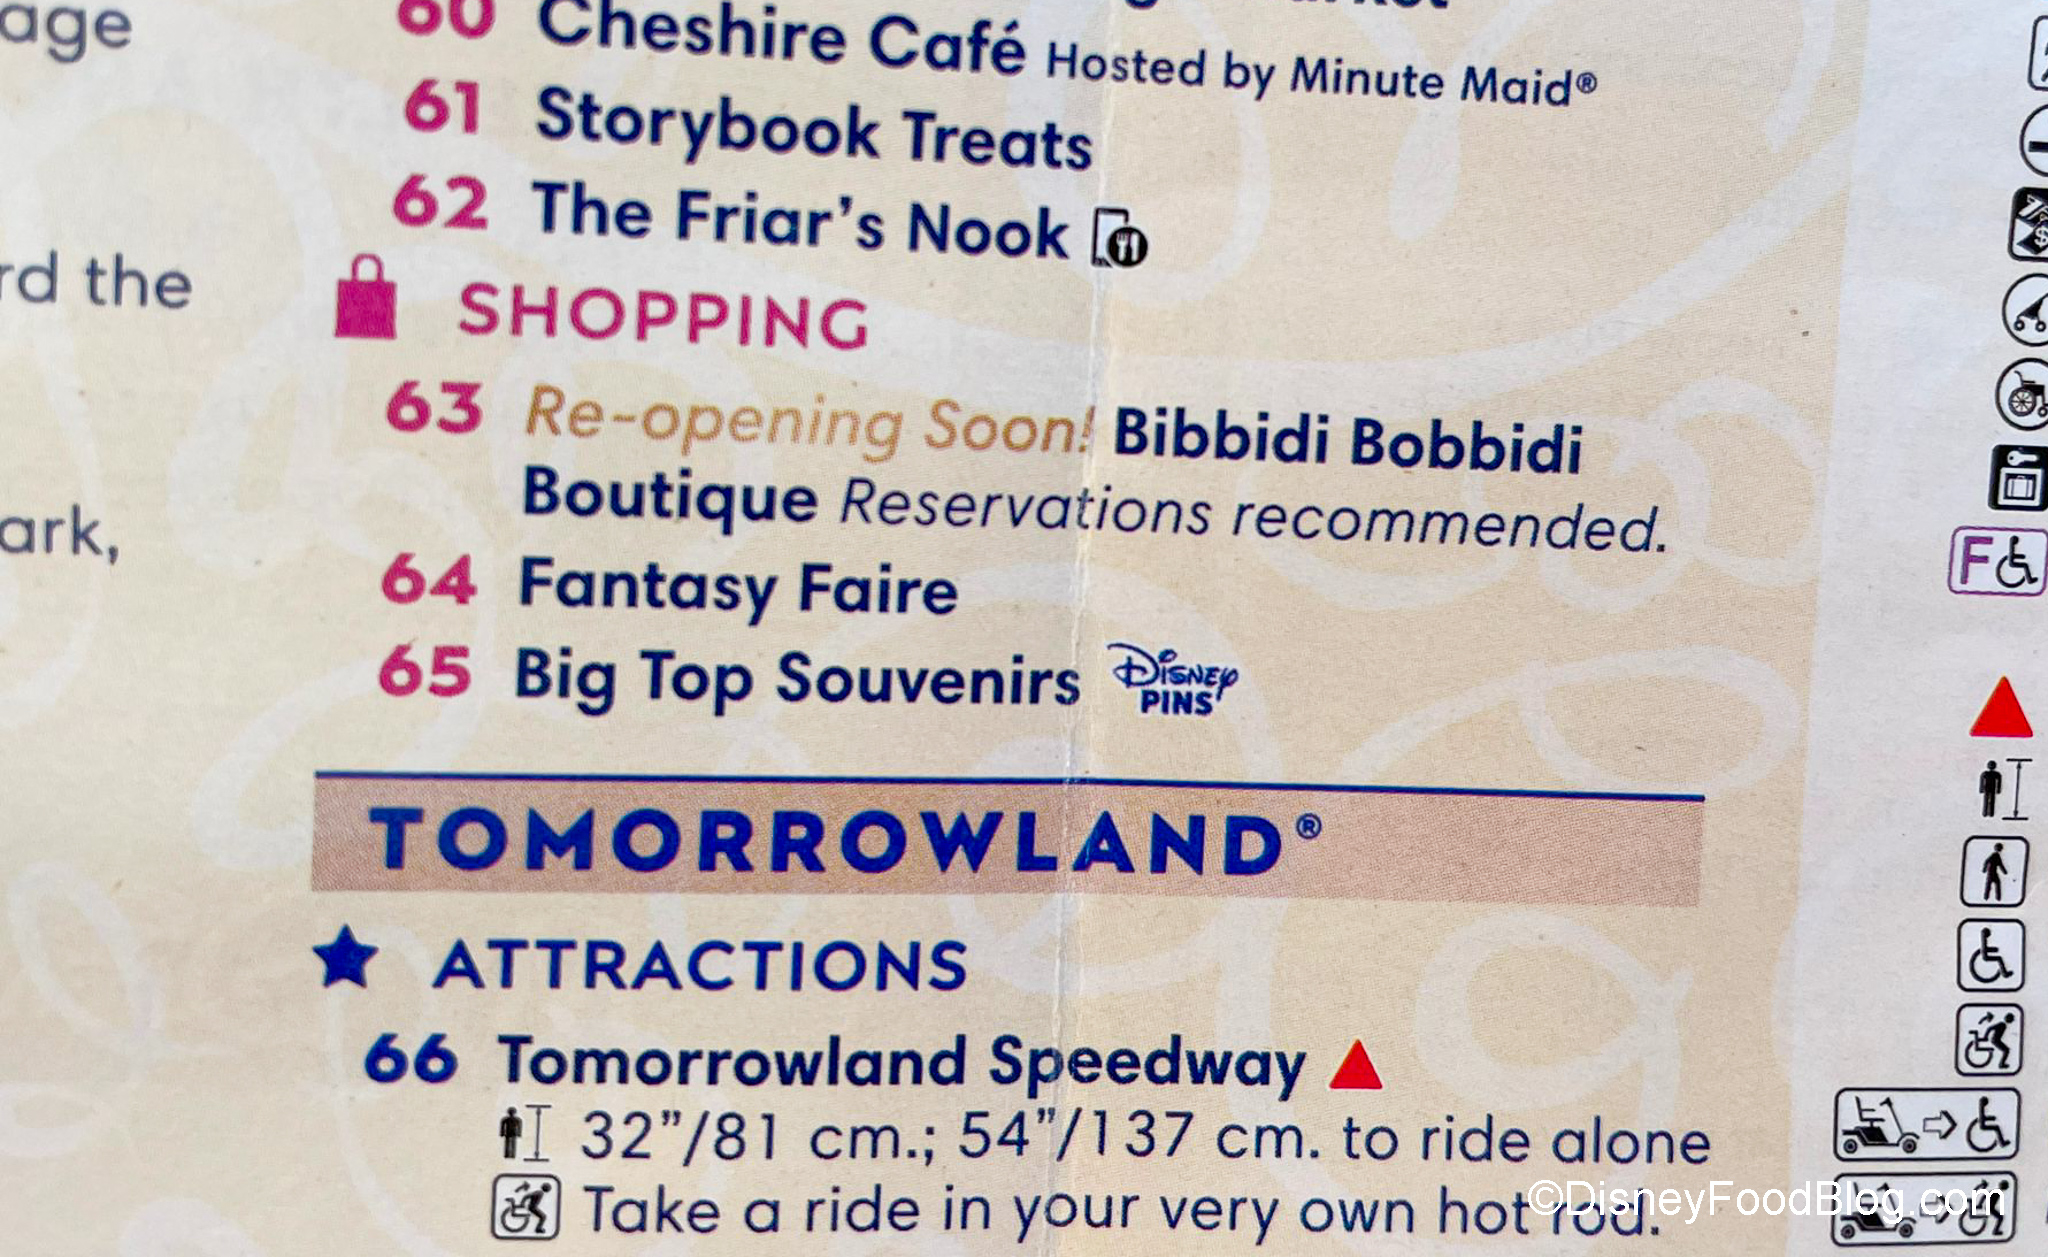 age
60 Cheshire Café Hosted by Minute Maid®
61 Storybook Treats
62 The Friar's Nook
rd the
SHOPPING
63 Re-opening Soon! Bibbidi Bobbidi
Boutique Reservations recommended.
ark,
F
64 Fantasy Faire
65 Big Top Souvenirs Disney PINS
TOMORROWLAND®
ATTRACTIONS
66 Tomorrowland Speedway
32”/81 cm.; 54”/137 cm. to ride alone
Take a ride in your very own hot rod.
©DisneyFoodBlog.com